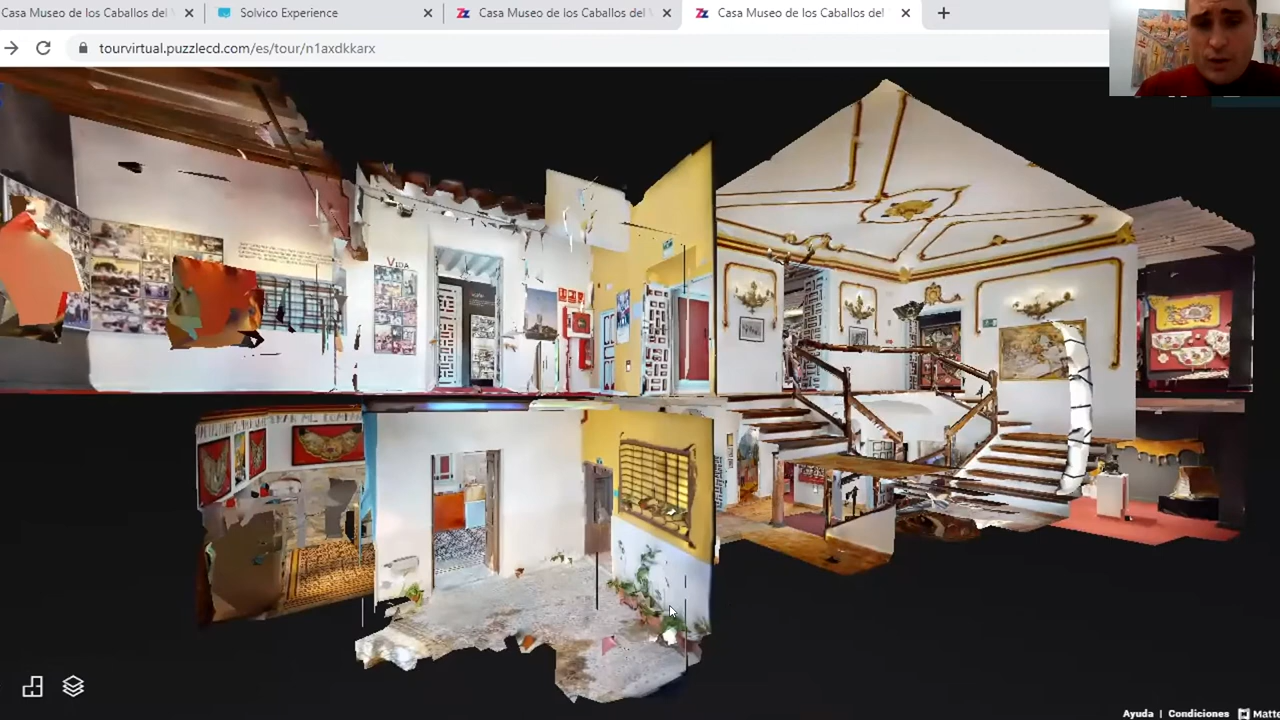 Casa Museo de los Caballos del V
Solvico Experience
Casa Museo de los Caballos del V
Casa Museo de los Caballos del
tourvirtual.puzzlecd.com/es/tour/n1axdkkarx
VIDA
Ayuda | Condiciones Matte